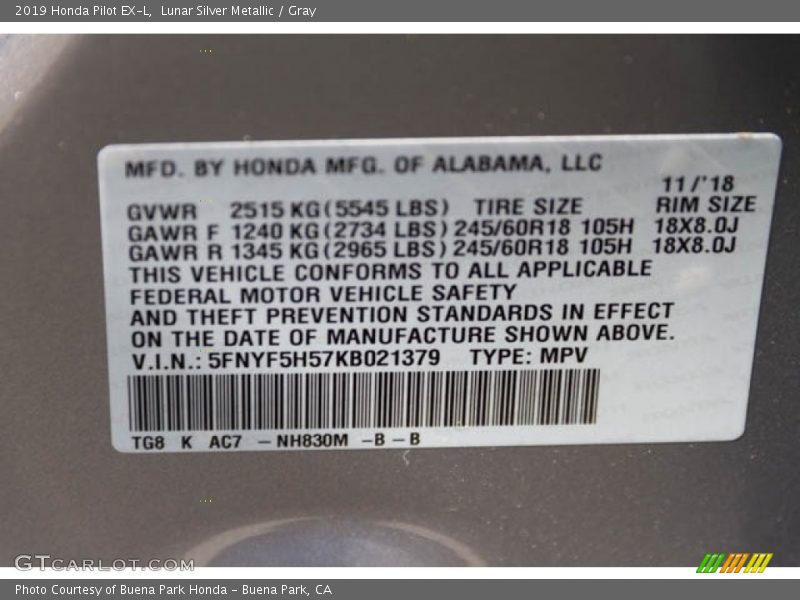 2019 Honda Pilot EX-L,  Lunar Silver Metallic / Gray
MFD. BY HONDA MFG. OF ALABAMA, LLC
11/'18
GVWR 2515 KG(5545 LBS) TIRE SIZE RIM SIZE
GAWR F 1240 KG(2734 LBS) 245/60R18 105H 18X8.0J
GAWR R 1345 KG(2965 LBS) 245/60R18 105H 18X8.0J
THIS VEHICLE CONFORMS TO ALL APPLICABLE
FEDERAL MOTOR VEHICLE SAFETY
AND THEFT PREVENTION STANDARDS IN EFFECT
ON THE DATE OF MANUFACTURE SHOWN ABOVE.
V.I.N.: 5FNYF5H57KB021379 TYPE: MPV
TG8 K AC7 - NH830M -B -B
GTCARLOT.COM
Photo Courtesy of Buena Park Honda - Buena Park, CA